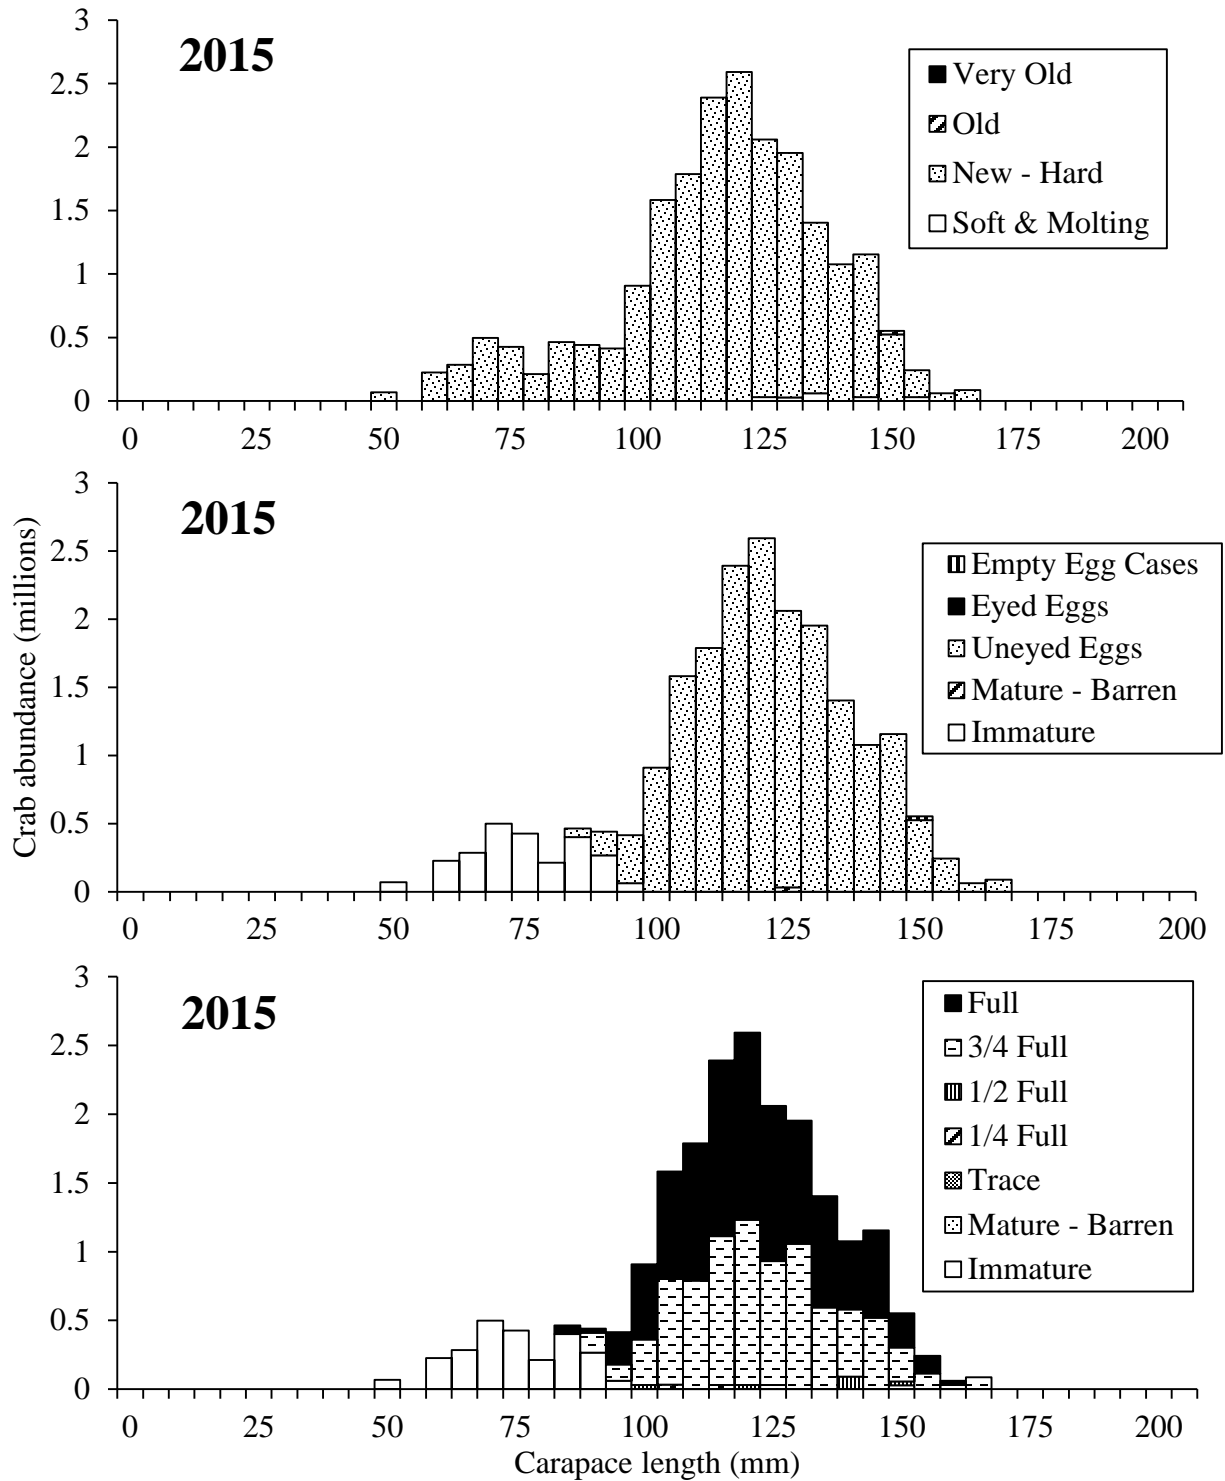 3
2015
2.5
2
1.5
1
0.5
0
Very Old
Old
New - Hard
Soft & Molting
0 25 50 75 100 125 150 175 200
Crab abundance (millions)
3
2015
2.5
2
1.5
1
0.5
0
Empty Egg Cases
Eyed Eggs
Uneyed Eggs
Mature - Barren
Immature
0 25 50 75 100 125 150 175 200
3
2015
2.5
2
1.5
1
0.5
0
Full
3/4 Full
1/2 Full
1/4 Full
Trace
Mature - Barren
Immature
0 25 50 75 100 125 150 175 200
Carapace length (mm)